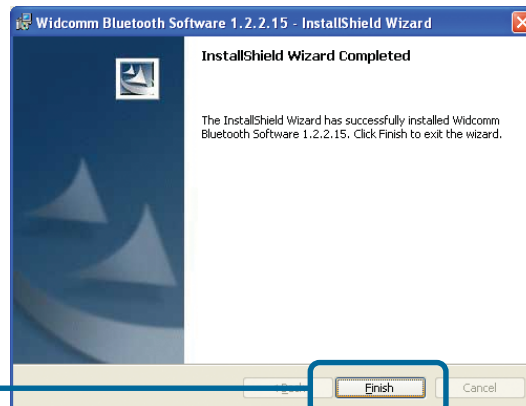 Widcomm Bluetooth Software 1.2.2.15 - InstallShield Wizard
InstallShield Wizard Completed
The InstallShield Wizard has successfully installed Widcomm
Bluetooth Software 1.2.2.15. Click Finish to exit the wizard.
Finish
Cancel